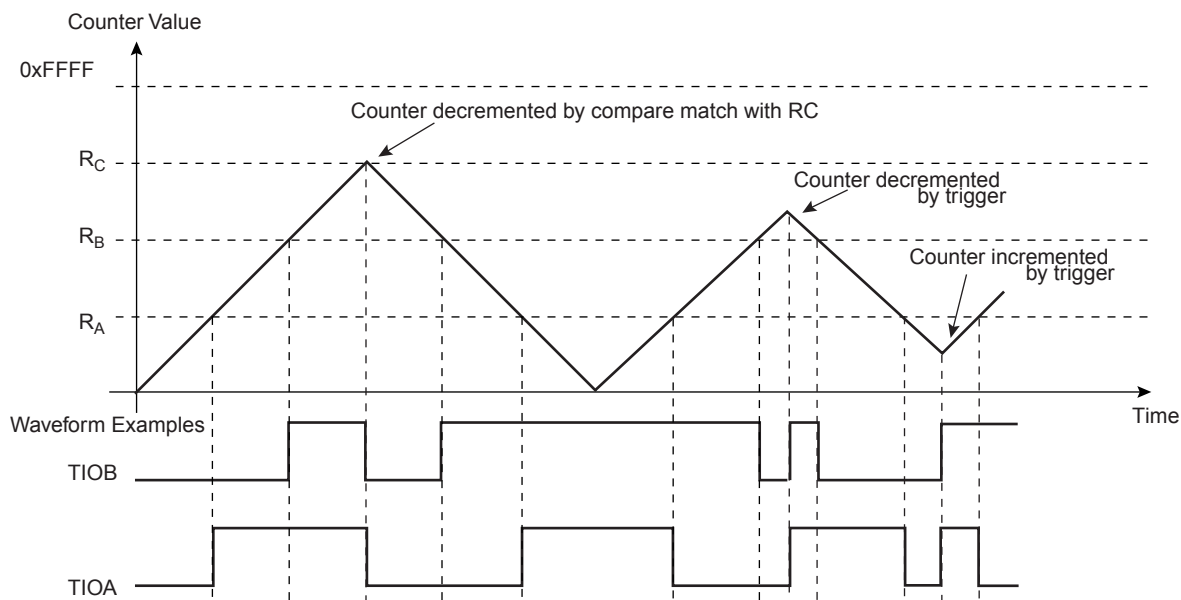 Counter Value
0xFFFF
Counter decremented by compare match with RC
RC
Counter decremented
by trigger
RB
Counter incremented
by trigger
RA
Time
Waveform Examples
TIOB
TIOA